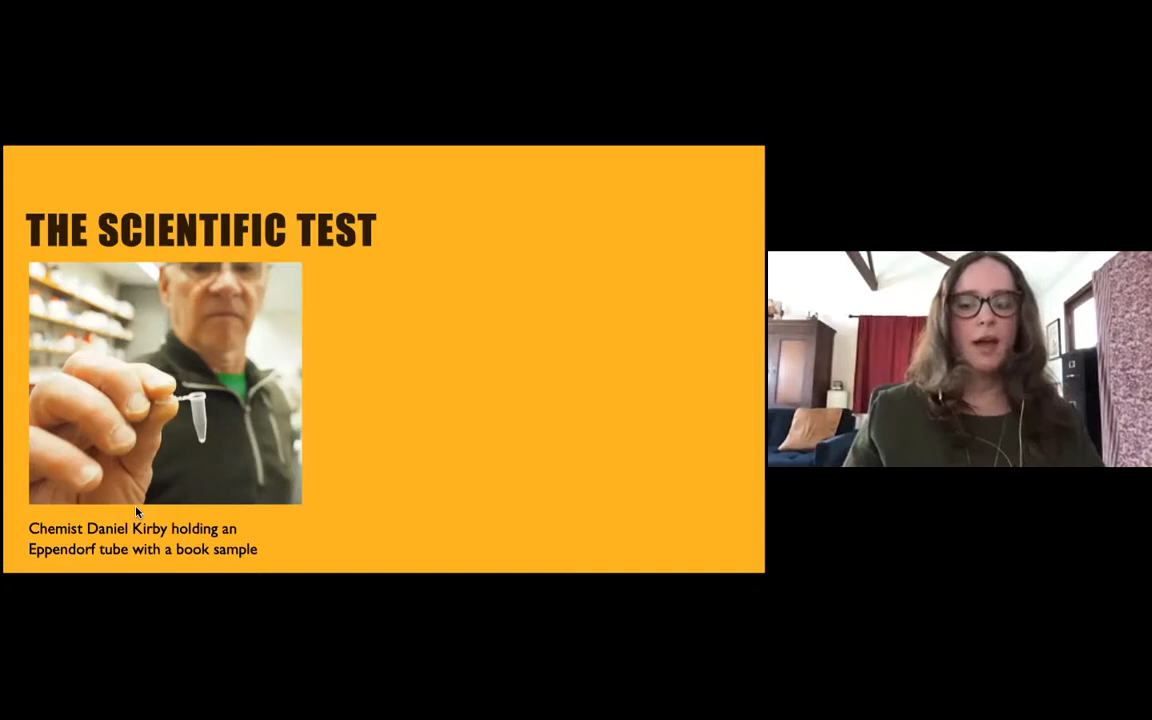 THE SCIENTIFIC TEST
Chemist Daniel Kirby holding an
Eppendorf tube with a book sample